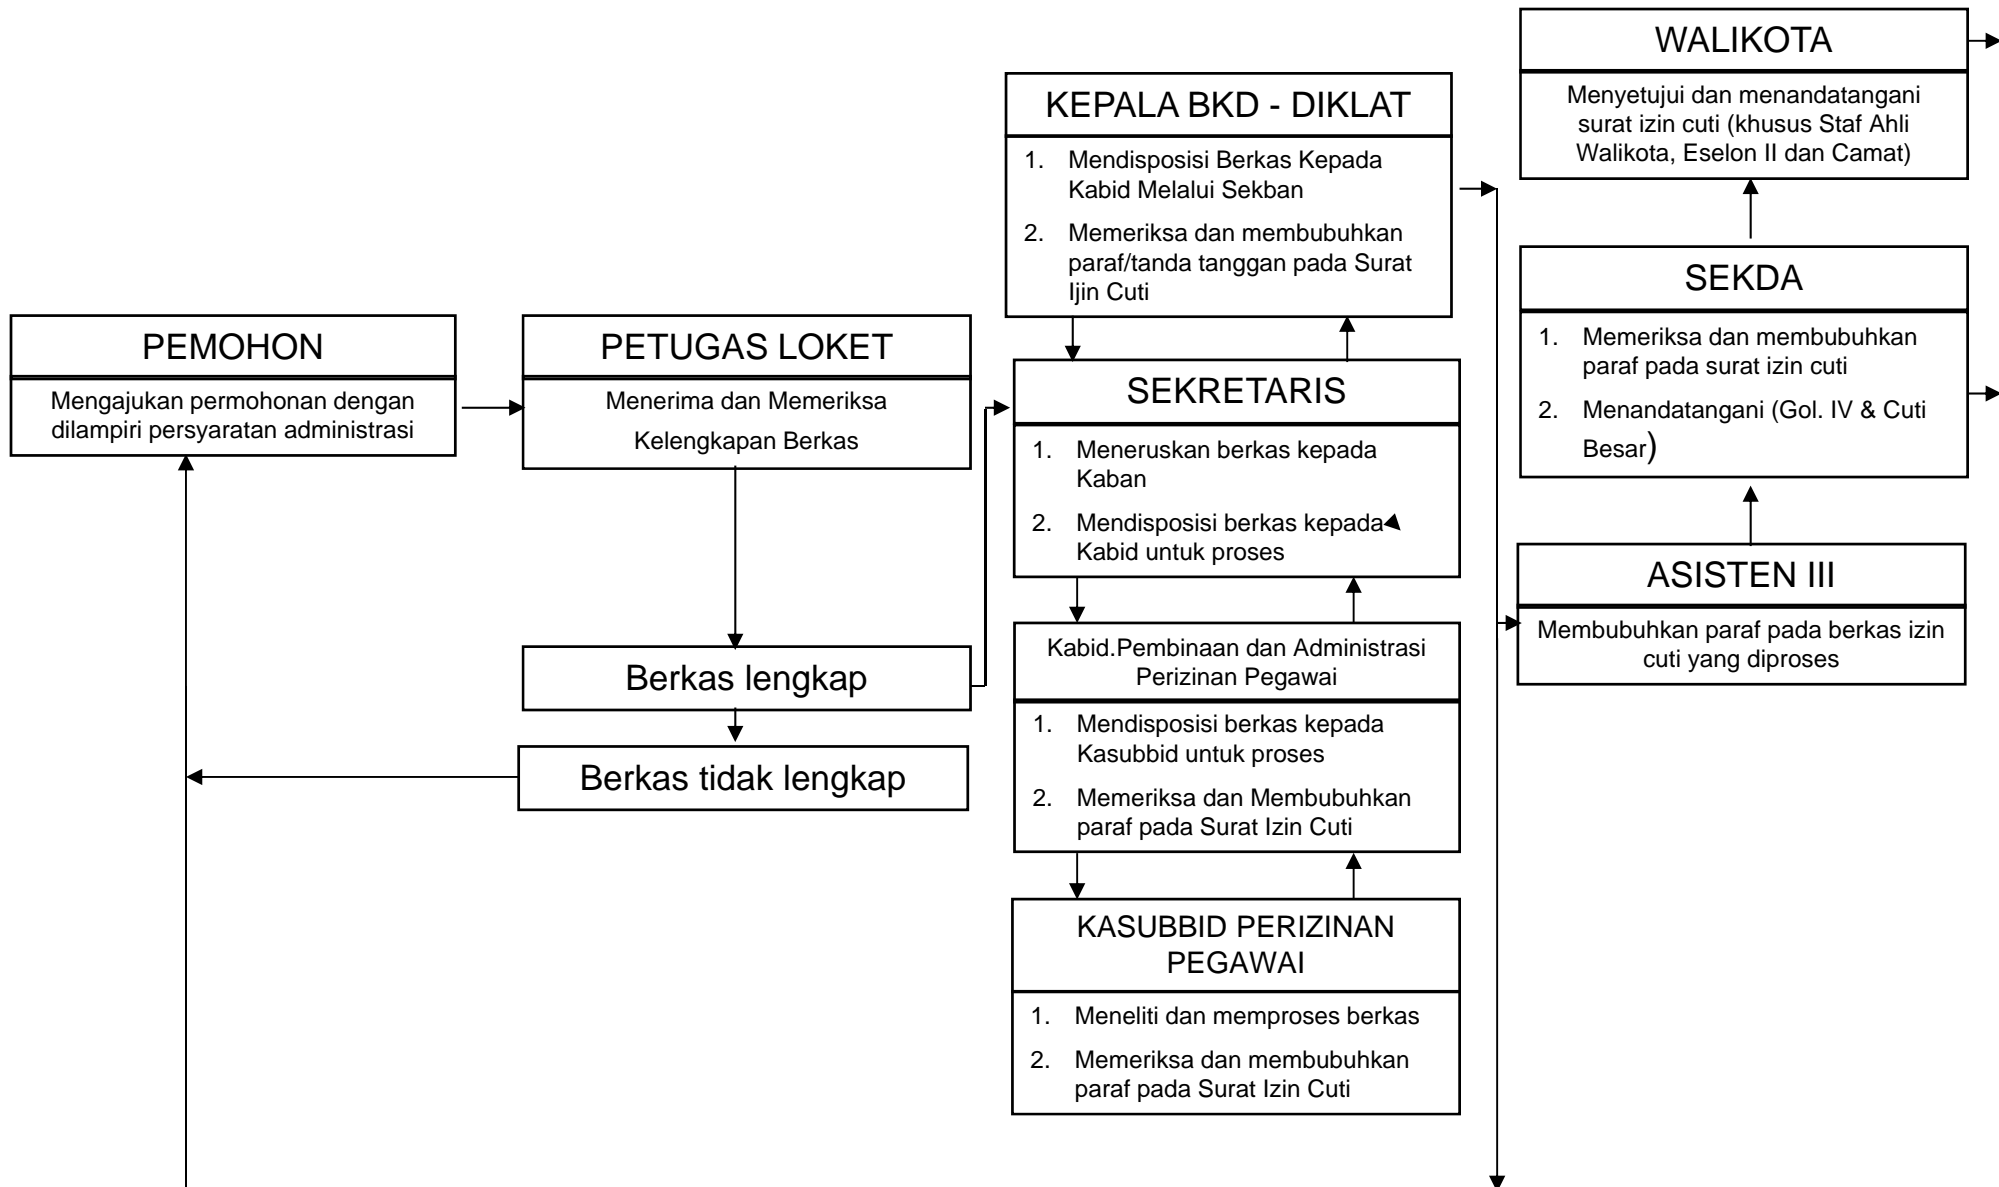 PEMOHON
Mengajukan permohonan dengan
dilampiri persyaratan administrasi
PETUGAS LOKET
Menerima dan Memeriksa
Kelengkapan Berkas
Berkas lengkap
Berkas tidak lengkap
KEPALA BKD - DIKLAT
1. Mendisposisi Berkas Kepada
Kabid Melalui Sekban
2. Memeriksa dan membubuhkan
paraf/tanda tanggan pada Surat
Ijin Cuti
SEKRETARIS
1. Meneruskan berkas kepada
Kaban
2. Mendisposisi berkas kepada
Kabid untuk proses
Kabid.Pembinaan dan Administrasi
Perizinan Pegawai
1. Mendisposisi berkas kepada
Kasubbid untuk proses
2. Memeriksa dan Membubuhkan
paraf pada Surat Izin Cuti
KASUBBID PERIZINAN
PEGAWAI
1. Meneliti dan memproses berkas
2. Memeriksa dan membubuhkan
paraf pada Surat Izin Cuti
WALIKOTA
Menyetujui dan menandatangani
surat izin cuti (khusus Staf Ahli
Walikota, Eselon II dan Camat)
SEKDA
1. Memeriksa dan membubuhkan
paraf pada surat izin cuti
2. Menandatangani (Gol. IV & Cuti
Besar)
ASISTEN III
Membubuhkan paraf pada berkas izin
cuti yang diproses